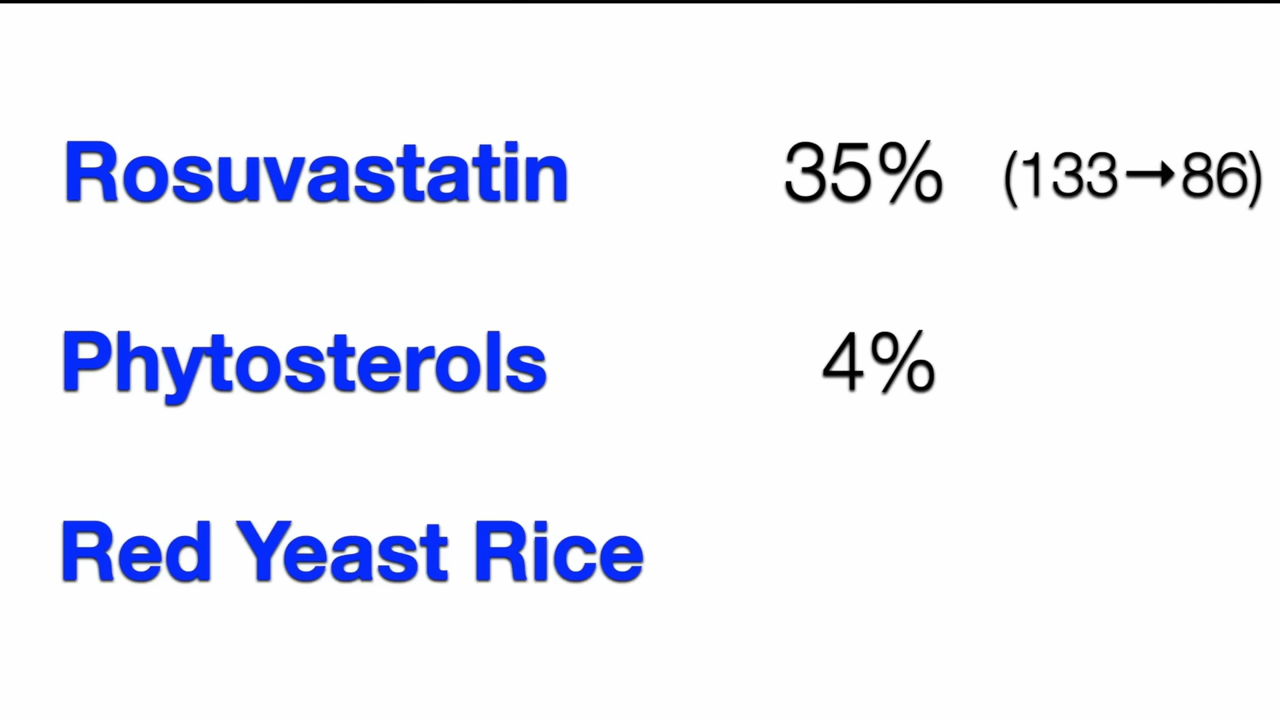 Rosuvastatin 35% (133→86)
Phytosterols 4%
Red Yeast Rice